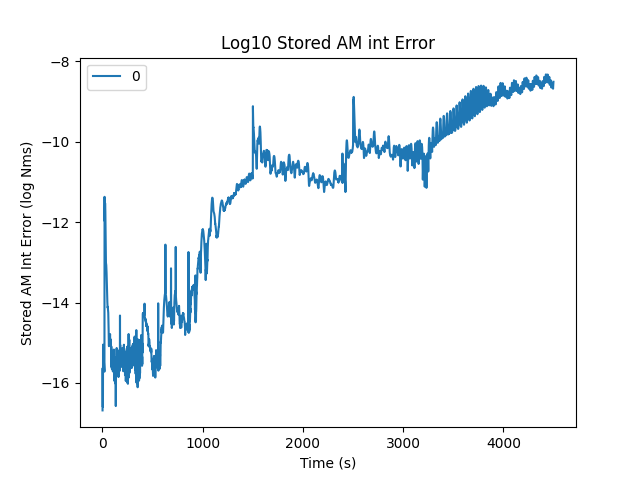 Log10 Stored AM int Error
0
Stored AM Int Error (log Nms)
−8
−10
−12
−14
−16
0 1000 2000 3000 4000
Time (s)